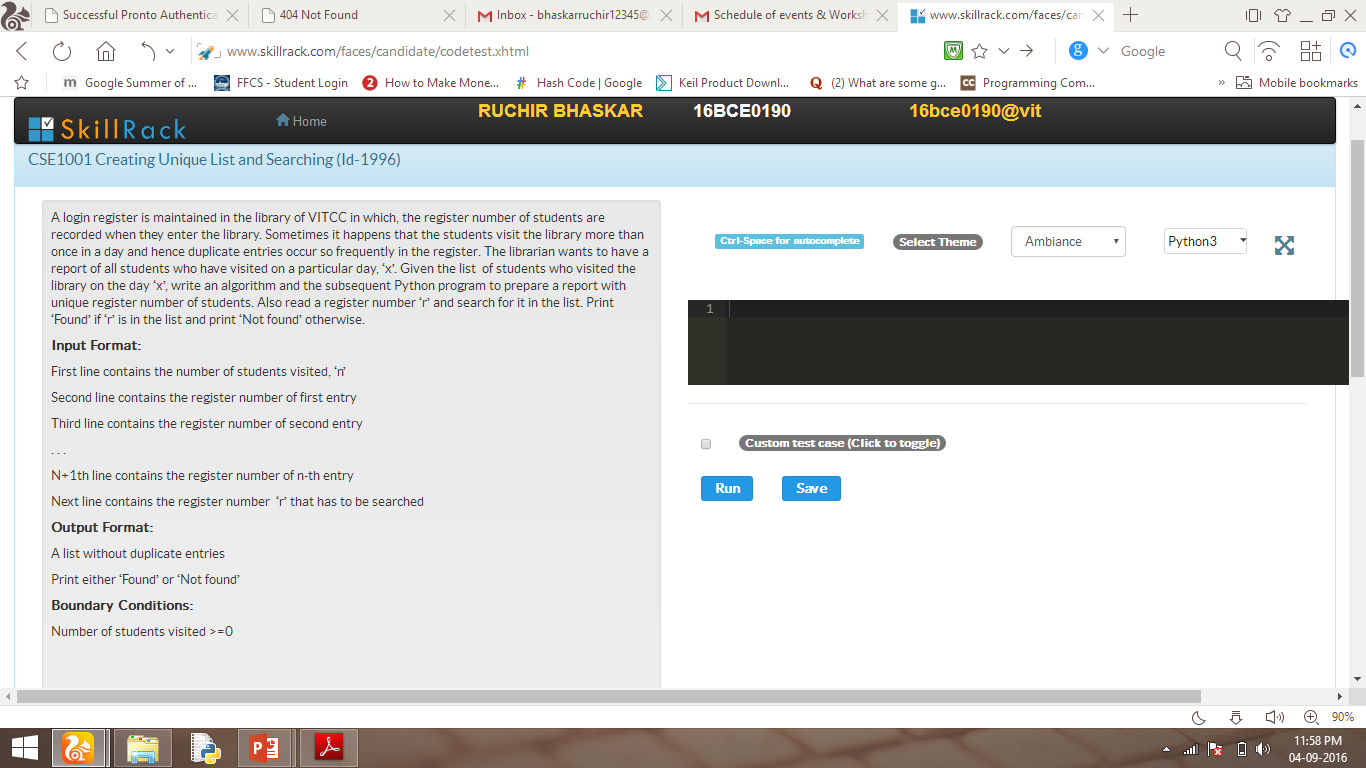 Successful Pronto Authentica
404 Not Found
Inbox - bhaskarruchir12345@
Schedule of events & Worksh
www.skillrack.com/faces/can
www.skillrack.com/faces/candidate/codetest.xhtml
Google
Google Summer of ...
FFCS - Student Login
How to Make Mone...
Hash Code | Google
Keil Product Downl...
(2) What are some g...
Programming Com...
» Mobile bookmarks
SkillRack
Home
RUCHIR BHASKAR
16BCE0190
16bce0190@vit
CSE1001 Creating Unique List and Searching (Id-1996)
A login register is maintained in the library of VITCC in which, the register number of students are
recorded when they enter the library. Sometimes it happens that the students visit the library more than
once in a day and hence duplicate entries occur so frequently in the register. The librarian wants to have a
report of all students who have visited on a particular day, ‘x’. Given the list of students who visited the
library on the day ‘x’, write an algorithm and the subsequent Python program to prepare a report with
unique register number of students. Also read a register number ‘r’ and search for it in the list. Print
‘Found’ if ‘r’ is in the list and print ‘Not found’ otherwise.
Input Format:
First line contains the number of students visited, ‘n’
Second line contains the register number of first entry
Third line contains the register number of second entry
. . .
N+1th line contains the register number of n-th entry
Next line contains the register number ‘r’ that has to be searched
Output Format:
A list without duplicate entries
Print either ‘Found’ or ‘Not found’
Boundary Conditions:
Number of students visited >=0
Ctrl-Space for autocomplete
Select Theme
Ambiance
Python3
1
Custom test case (Click to toggle)
Run
Save
90%
11:58 PM
04-09-2016